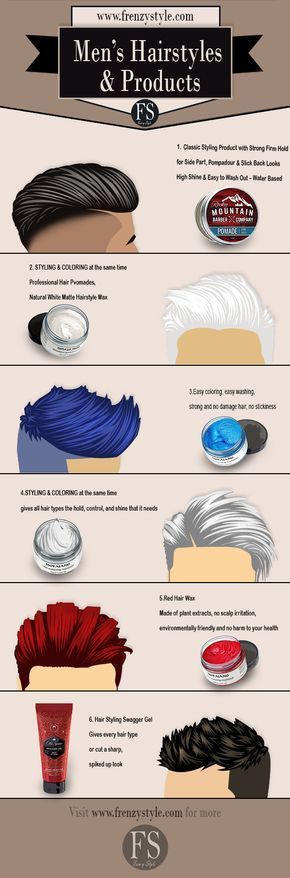 www.frenzystyle.com
Men's Hairstyles
& Products
FS
Frenzy Style
1. Classic Styling Product with Strong Firm Hold
for Side Part, Pompadour & Slick Back Looks
High Shine & Easy to Wash Out – Water Based
Rocky
MOUNTAIN
BARBER COMPANY
POMADE
2. STYLING & COLORING at the same time
Professional Hair Pvomades,
Natural White Matte Hairstyle Wax
3.Easy coloring, easy washing,
strong and no damage hair, no stickiness
4.STYLING & COLORING at the same time
gives all hair types the hold, control, and shine that it needs
5.Red Hair Wax
Made of plant extracts, no scalp irritation,
environmentally friendly and no harm to your health
6. Hair Styling Swagger Gel
Gives every hair type
or cut a sharp,
spiked up look
Visit www.frenzystyle.com for more
FS
Frenzy Style